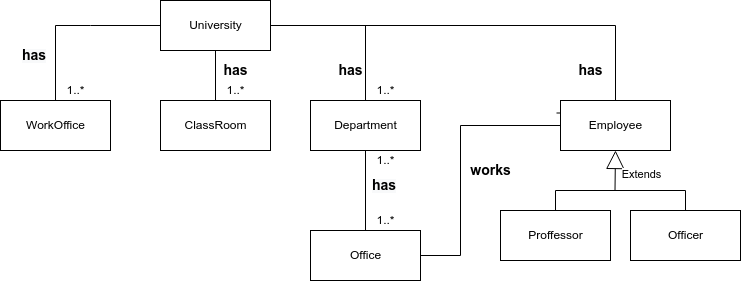 University
has
has
has
has
1..*
1..*
1..*
WorkOffice
ClassRoom
Department
Employee
1..*
has
works
Extends
1..*
Proffessor
Officer
Office